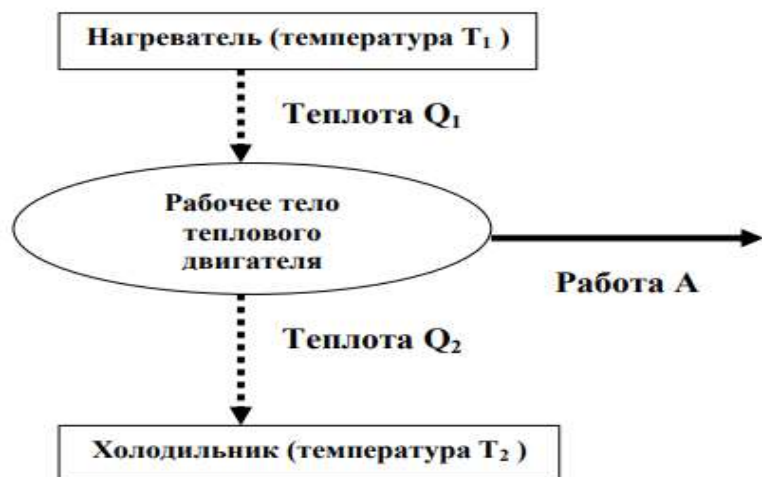 Нагреватель (температура T₁ )
Теплота Q₁
Рабочее тело
теплового
двигателя
Работа А
Теплота Q₂
Холодильник (температура T₂ )